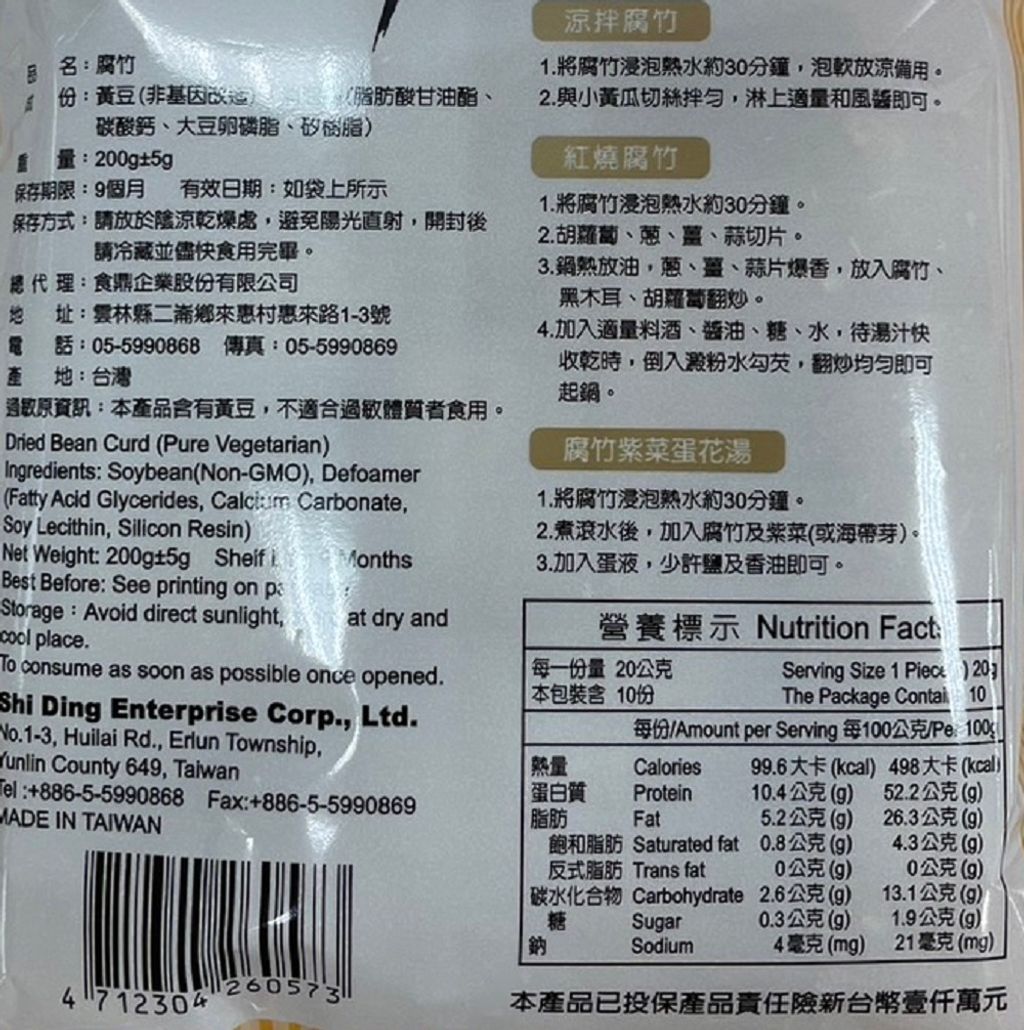 名：腐竹
份：黃豆(非基因改造)（脂肪酸甘油酯、
碳酸鈣、大豆卵磷脂、矽樹脂）
重　量：200g±5g
保存期限：9個月　有效日期：如袋上所示
保存方式：請放於陰涼乾燥處，避免陽光直射，開封後
請冷藏並儘快食用完畢。
總代理：食鼎企業股份有限公司
地　址：雲林縣二崙鄉來惠村惠來路1-3號
電　話：05-5990868　傳真：05-5990869
產　地：台灣
過敏原資訊：本產品含有黃豆，不適合過敏體質者食用。
Dried Bean Curd (Pure Vegetarian)
Ingredients: Soybean(Non-GMO), Defoamer
(Fatty Acid Glycerides, Calcium Carbonate,
Soy Lecithin, Silicon Resin)
Net Weight: 200g±5g　Shelf Months
Best Before: See printing on
Storage：Avoid direct sunlight, at dry and
cool place.
To consume as soon as possible once opened.
Shi Ding Enterprise Corp., Ltd.
No.1-3, Huilai Rd., Erlun Township,
Yunlin County 649, Taiwan
Tel :+886-5-5990868　Fax:+886-5-5990869
MADE IN TAIWAN
4 712304 260573
涼拌腐竹
1.將腐竹浸泡熱水約30分鐘，泡軟放涼備用。
2.與小黃瓜切絲拌勻，淋上適量和風醬即可。
紅燒腐竹
1.將腐竹浸泡熱水約30分鐘。
2.胡蘿蔔、蔥、薑、蒜切片。
3.鍋熱放油，蔥、薑、蒜片爆香，放入腐竹、
黑木耳、胡蘿蔔翻炒。
4.加入適量料酒、醬油、糖、水，待湯汁快
收乾時，倒入澱粉水勾芡，翻炒均勻即可
起鍋。
腐竹紫菜蛋花湯
1.將腐竹浸泡熱水約30分鐘。
2.煮滾水後，加入腐竹及紫菜(或海帶芽)。
3.加入蛋液，少許鹽及香油即可。
營養標示 Nutrition Facts
每一份量 20公克　Serving Size 1 Piece ) 20g
本包裝含 10份　The Package Contain 10
每份/Amount per Serving 每100公克/Per 100g
熱量 Calories 99.6大卡(kcal) 498大卡(kcal)
蛋白質 Protein 10.4公克(g) 52.2公克(g)
脂肪 Fat 5.2公克(g) 26.3公克(g)
飽和脂肪 Saturated fat 0.8公克(g) 4.3公克(g)
反式脂肪 Trans fat 0公克(g) 0公克(g)
碳水化合物 Carbohydrate 2.6公克(g) 13.1公克(g)
糖 Sugar 0.3公克(g) 1.9公克(g)
鈉 Sodium 4毫克(mg) 21毫克(mg)
本產品已投保產品責任險新台幣壹仟萬元